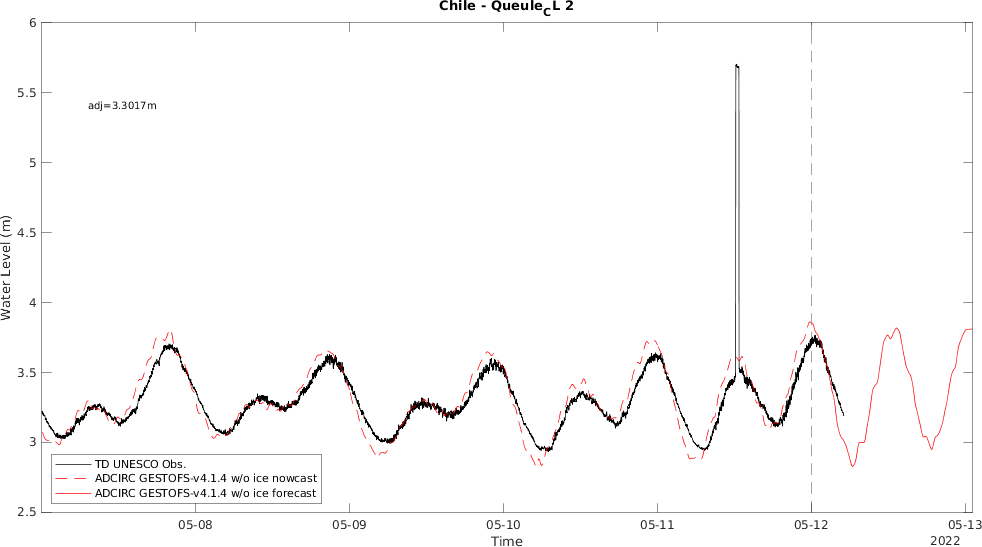 Chile - Queule_CL 2
6
5.5
adj=3.3017m
5
4.5
Water Level (m)
4
3.5
3
2.5
TD UNESCO Obs.
ADCIRC GESTOFS-v4.1.4 w/o ice nowcast
ADCIRC GESTOFS-v4.1.4 w/o ice forecast
05-08
05-09
05-10
05-11
05-12
05-13
Time
2022